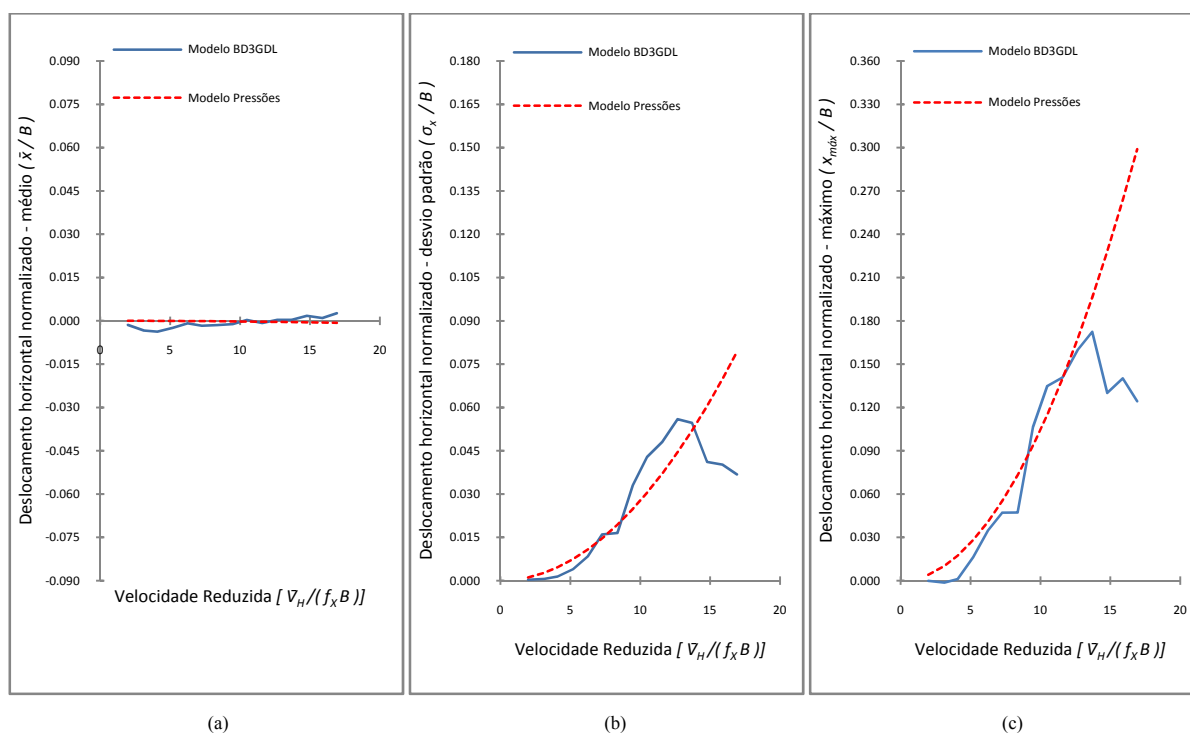 Deslocamento horizontal normalizado - médio ( x̄ / B )
0.090
0.075
0.060
0.045
0.030
0.015
0.000
-0.015
-0.030
-0.045
-0.060
-0.075
-0.090
0 5 10 15 20
Modelo BD3GDL
Modelo Pressões
Velocidade Reduzida [ V̄H /( fX B )]
(a)
Deslocamento horizontal normalizado - desvio padrão ( σx / B )
0.180
0.165
0.150
0.135
0.120
0.105
0.090
0.075
0.060
0.045
0.030
0.015
0.000
0 5 10 15 20
Modelo BD3GDL
Modelo Pressões
Velocidade Reduzida [ V̄H /( fX B )]
(b)
Deslocamento horizontal normalizado - máximo ( xmáx / B )
0.360
0.330
0.300
0.270
0.240
0.210
0.180
0.150
0.120
0.090
0.060
0.030
0.000
0 5 10 15 20
Modelo BD3GDL
Modelo Pressões
Velocidade Reduzida [ V̄H /( fX B )]
(c)